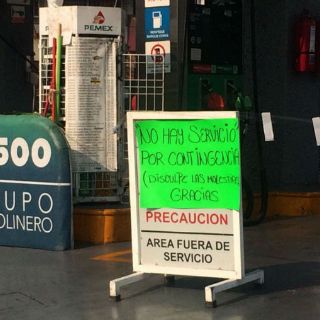 PEMEX
500
UPO
OLINERO
NO HAY SERVICIO
POR CONTINGENCIA
(DISCULPE LAS MOLESTIAS
GRACIAS
PRECAUCION
AREA FUERA DE
SERVICIO